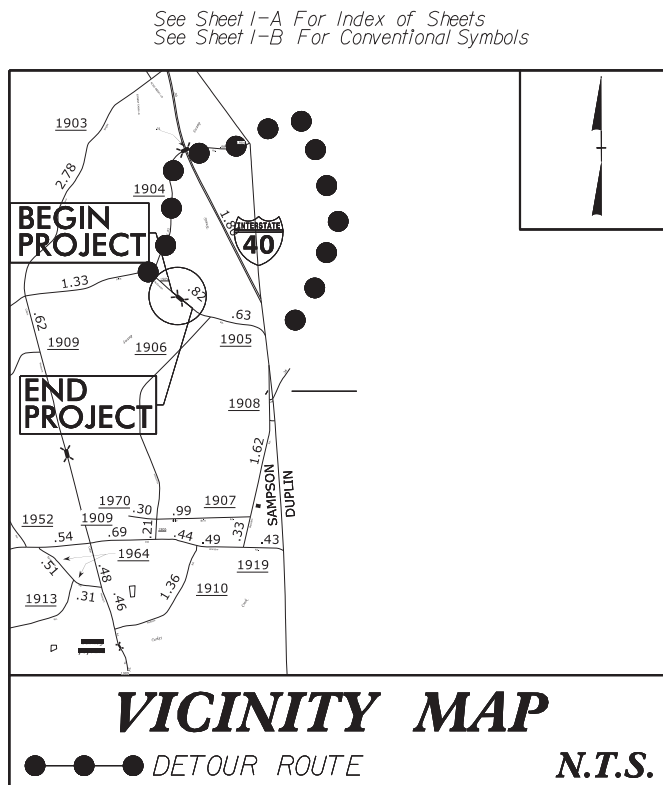 See Sheet 1-A For Index of Sheets
See Sheet 1-B For Conventional Symbols
1903
2.78
1904
BEGIN
PROJECT
INTERSTATE
40
1.33
.82
.62
.63
1909
1906
1905
END
PROJECT
1908
1.62
SAMPSON
DUPLIN
1970
.30
.99
1907
1952
1909
.69
.21
.44
.49
.33
.43
.54
1964
1919
.51
.48
1913
.31
.46
1.36
1910
VICINITY MAP
DETOUR ROUTE
N.T.S.